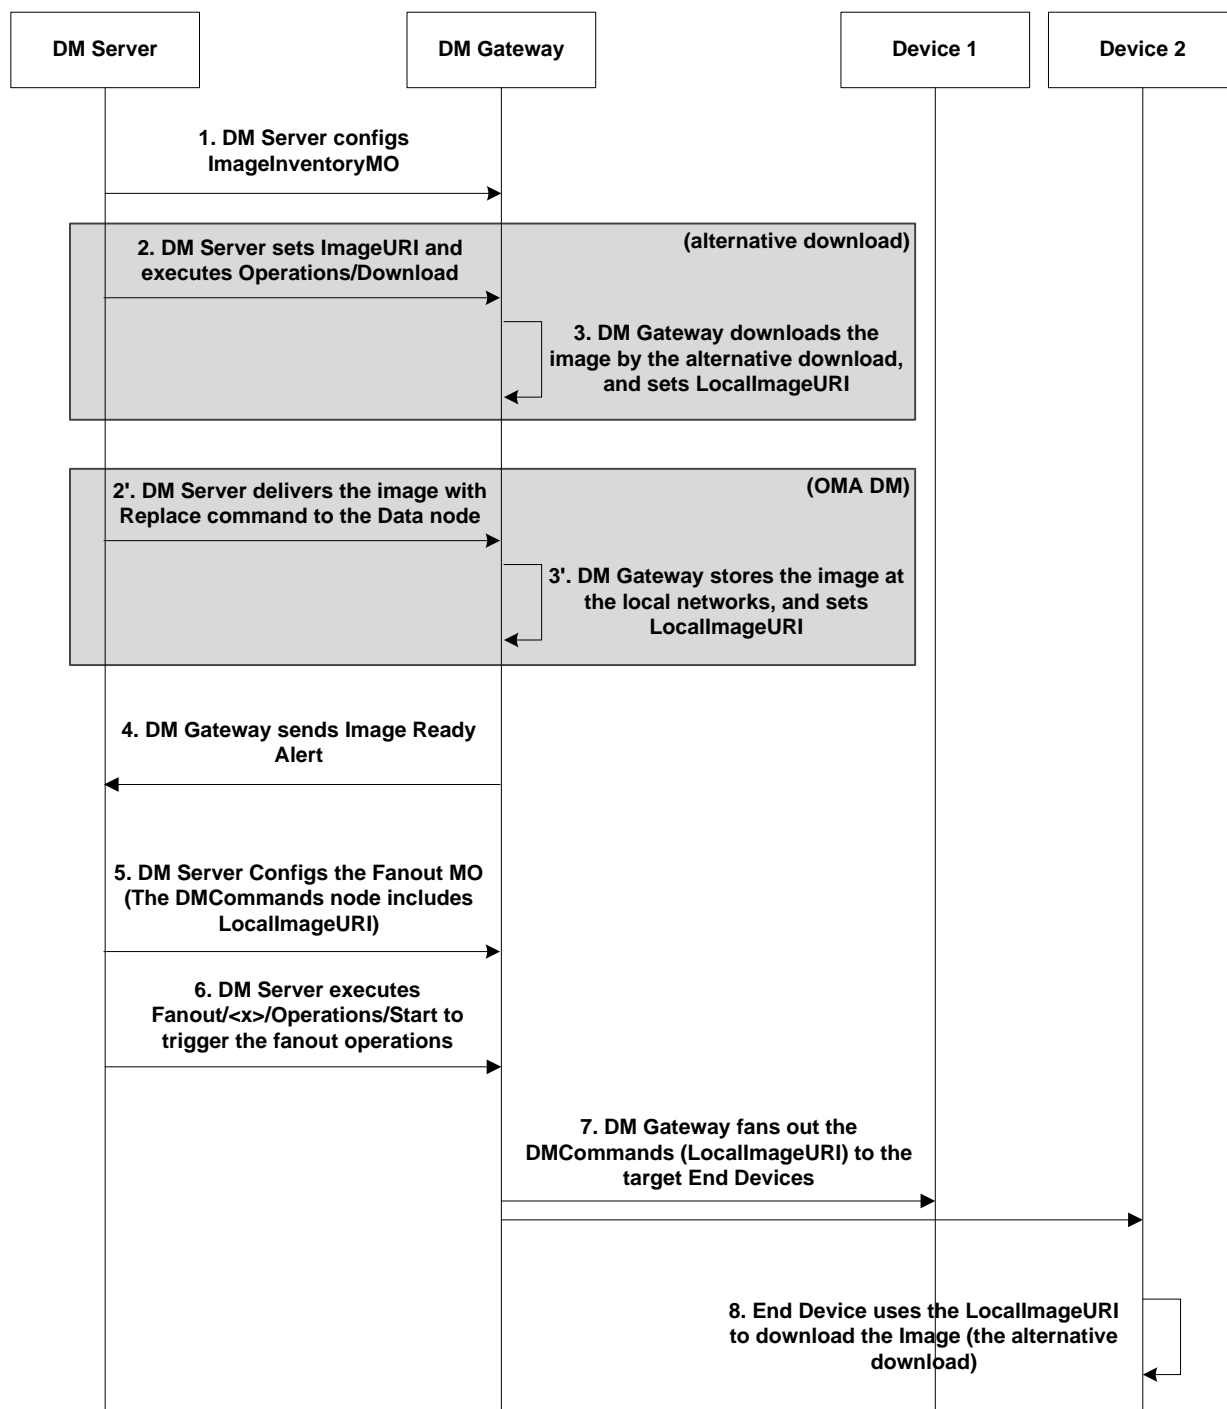 DM Server
DM Gateway
Device 1
Device 2
1. DM Server configs
ImageInventoryMO
(alternative download)
2. DM Server sets ImageURI and
executes Operations/Download
3. DM Gateway downloads the
image by the alternative download,
and sets LocalImageURI
(OMA DM)
2'. DM Server delivers the image with
Replace command to the Data node
3'. DM Gateway stores the image at
the local networks, and sets
LocalImageURI
4. DM Gateway sends Image Ready
Alert
5. DM Server Configs the Fanout MO
(The DMCommands node includes
LocalImageURI)
6. DM Server executes
Fanout/<x>/Operations/Start to
trigger the fanout operations
7. DM Gateway fans out the
DMCommands (LocalImageURI) to the
target End Devices
8. End Device uses the LocalImageURI
to download the Image (the alternative
download)